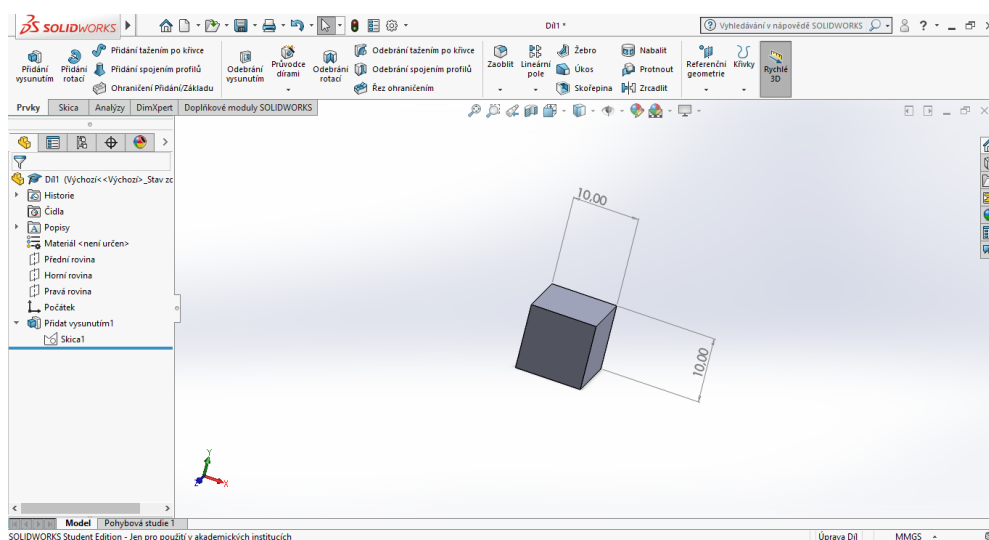 SOLIDWORKS
Díl1 *
Vyhledávání v nápovědě SOLIDWORKS
?
Přidání vysunutím
Přidání rotací
Přidání tažením po křivce
Přidání spojením profilů
Ohraničení Přidání/Základu
Odebrání vysunutím
Průvodce dírami
Odebrání rotací
Odebrání tažením po křivce
Odebrání spojením profilů
Řez ohraničením
Zaoblit
Lineární pole
Žebro
Úkos
Skořepina
Nabalit
Protnout
Zrcadlit
Referenční geometrie
Křivky
Rychlé 3D
Prvky
Skica
Analýzy
DimXpert
Doplňkové moduly SOLIDWORKS
Díl1 (Výchozí<<Výchozí>_Stav zo
Historie
Čidla
Popisy
Materiál <není určen>
Přední rovina
Horní rovina
Pravá rovina
Počátek
Přidat vysunutím1
Skica1
10,00
10,00
Y
X
Z
Model
Pohybová studie 1
SOLIDWORKS Student Edition - Jen pro použití v akademických institucích
Úprava Díl
MMGS